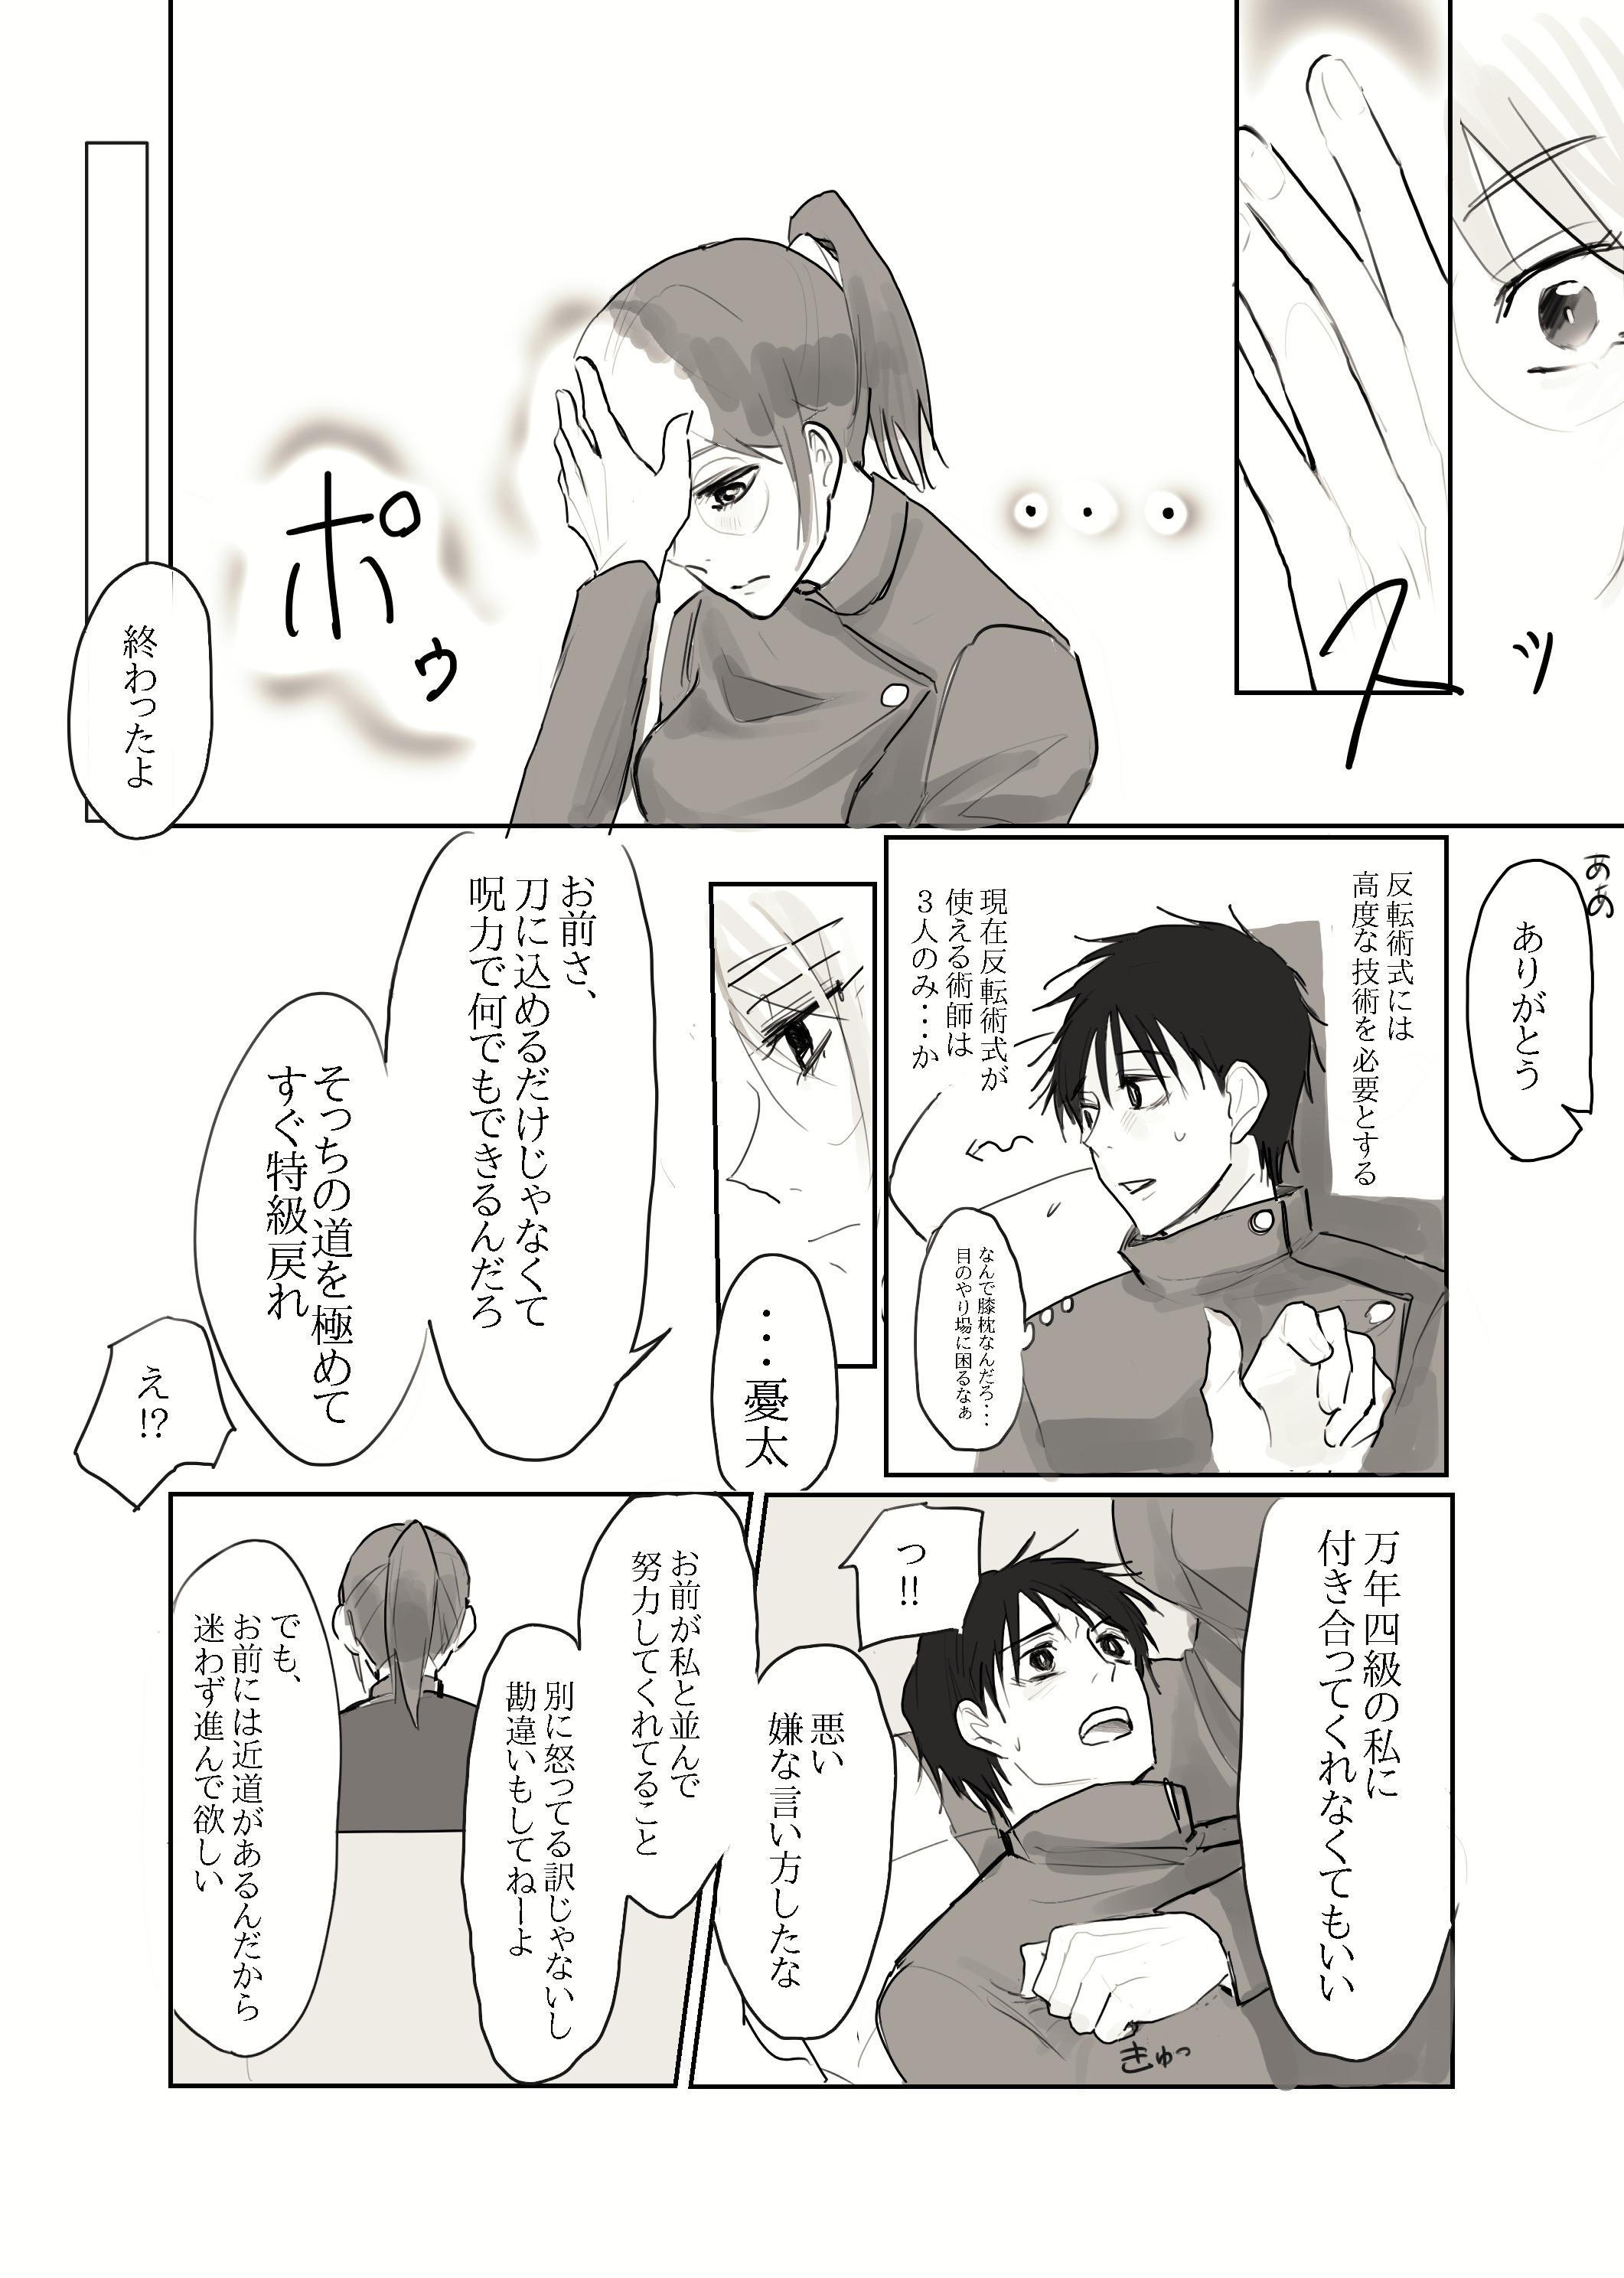 スッ
・・・
ポゥ
終わったよ
ああ
ありがとう
反転術式には
高度な技術を必要とする
現在反転術式が
使える術師は
３人のみ・・・か
なんで膝枕なんだろ・・・
目のやり場に困るなぁ
・・・憂太
お前さ、
刀に込めるだけじゃなくて
呪力で何でもできるんだろ
そっちの道を極めて
すぐ特級戻れ
え!?
万年四級の私に
付き合ってくれなくてもいい
つ!!
きゅっ
悪い
嫌な言い方したな
お前が私と並んで
努力してくれてること
別に怒ってる訳じゃないし
勘違いもしてねーよ
でも、
お前には近道があるんだから
迷わず進んで欲しい